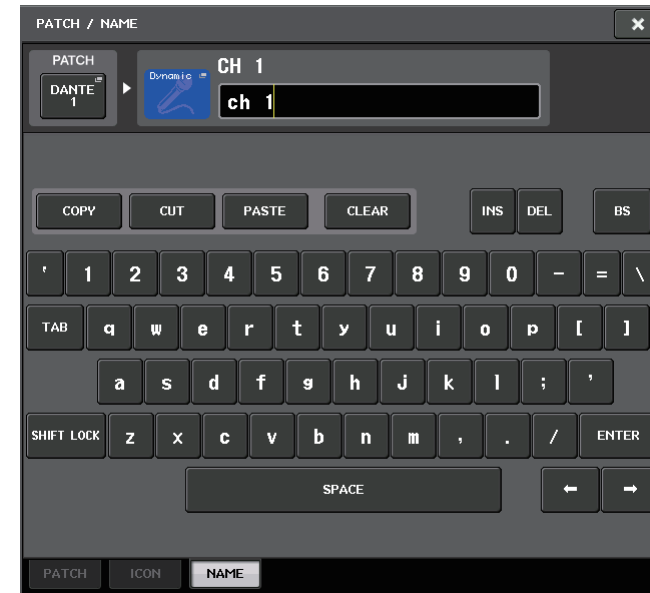 PATCH / NAME ×
PATCH
DANTE 1
Dynamic
CH 1
ch 1
COPY CUT PASTE CLEAR INS DEL BS
' 1 2 3 4 5 6 7 8 9 0 - = \
TAB q w e r t y u i o p [ ]
a s d f g h j k l ; '
SHIFT LOCK z x c v b n m , . / ENTER
SPACE ← →
PATCH ICON NAME